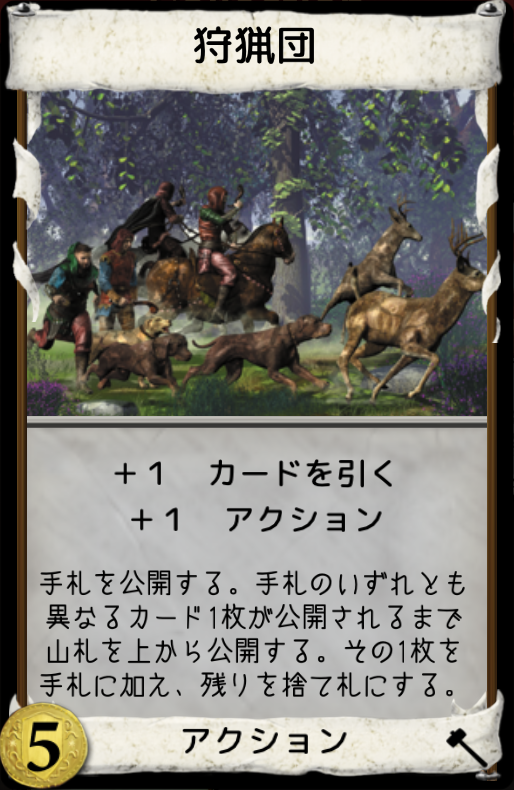 狩猟団
＋１　カードを引く
＋１　アクション
手札を公開する。手札のいずれとも
異なるカード1枚が公開されるまで
山札を上から公開する。その1枚を
手札に加え、残りを捨て札にする。
5
アクション